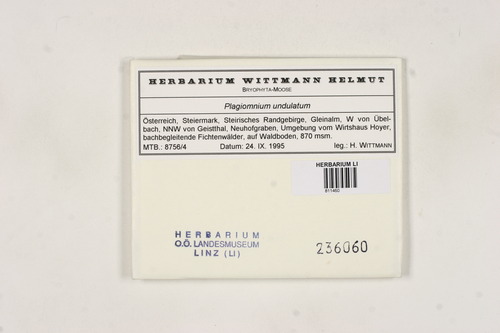 HERBARIUM WITTMANN HELMUT
BRYOPHYTA-MOOSE
Plagiomnium undulatum
Österreich, Steiermark, Steirisches Randgebirge, Gleinalm, W von Übel-
bach, NNW von Geistthal, Neuhofgraben, Umgebung vom Wirtshaus Hoyer,
bachbegleitende Fichtenwälder, auf Waldboden, 870 msm.
MTB.: 8756/4 Datum: 24. IX. 1995 leg.: H. WITTMANN
HERBARIUM LI
811460
HERBARIUM
O.Ö. LANDESMUSEUM
LINZ (LI)
236060